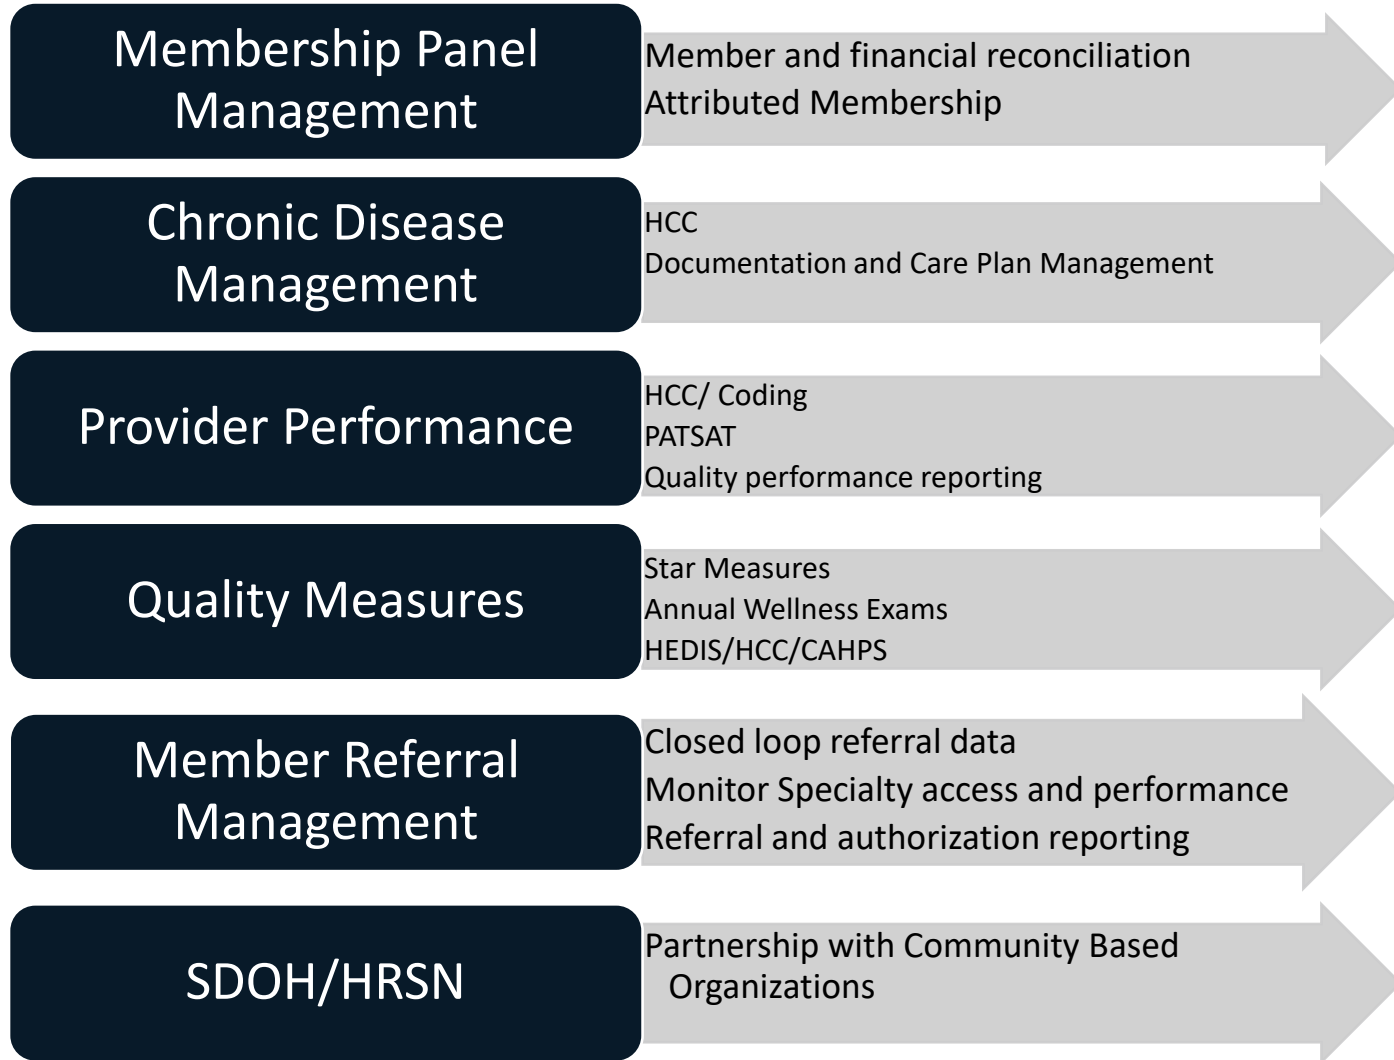 Membership Panel
Management
Member and financial reconciliation
Attributed Membership
Chronic Disease
Management
HCC
Documentation and Care Plan Management
Provider Performance
HCC/ Coding
PATSAT
Quality performance reporting
Quality Measures
Star Measures
Annual Wellness Exams
HEDIS/HCC/CAHPS
Member Referral
Management
Closed loop referral data
Monitor Specialty access and performance
Referral and authorization reporting
SDOH/HRSN
Partnership with Community Based
Organizations